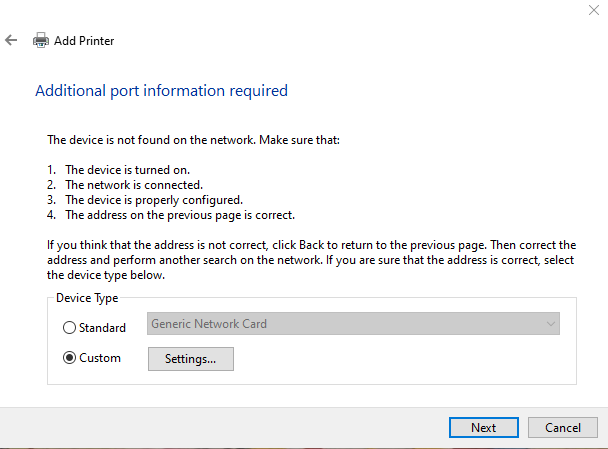 Add Printer
Additional port information required
The device is not found on the network. Make sure that:
1. The device is turned on.
2. The network is connected.
3. The device is properly configured.
4. The address on the previous page is correct.
If you think that the address is not correct, click Back to return to the previous page. Then correct the
address and perform another search on the network. If you are sure that the address is correct, select
the device type below.
Device Type
Standard Generic Network Card
Custom Settings...
Next Cancel